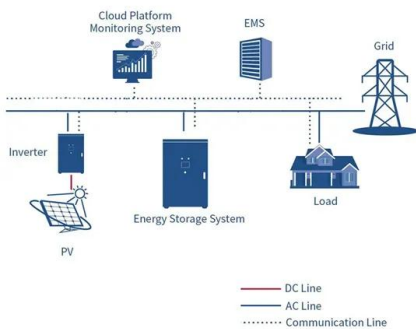 Cloud Platform
Monitoring System
EMS
Grid
Inverter
Energy Storage System
Load
PV
DC Line
AC Line
Communication Line